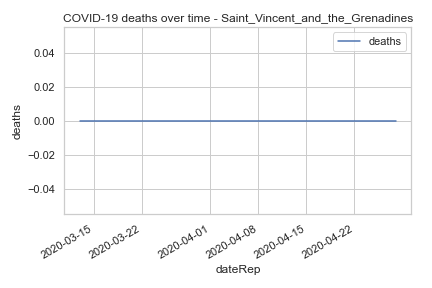 COVID-19 deaths over time - Saint_Vincent_and_the_Grenadines
deaths
0.04
0.02
0.00
−0.02
−0.04
deaths
2020-03-15
2020-03-22
2020-04-01
2020-04-08
2020-04-15
2020-04-22
dateRep